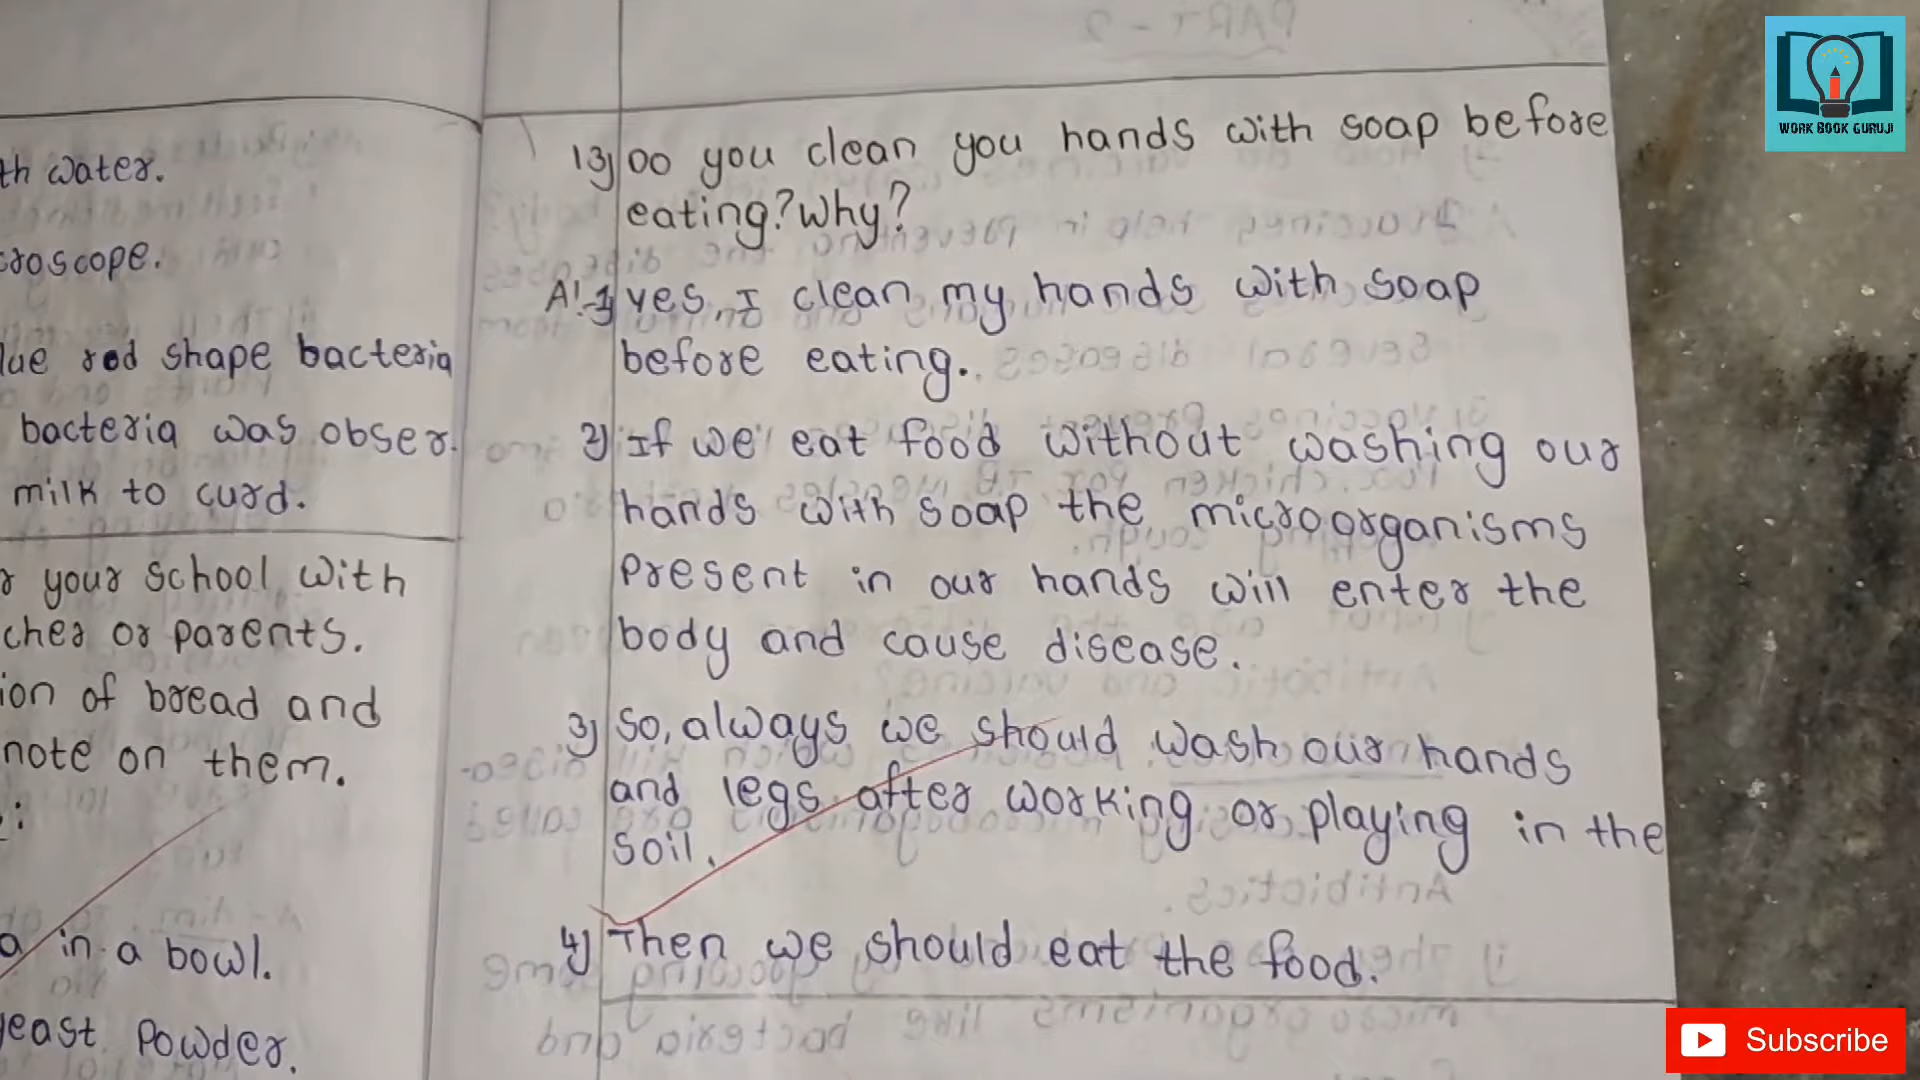 th water.
roscope.
lue rod shape bacteria
bacteria was obser.
milk to curd.
r your school with
cher or parents.
ion of bread and
note on them.
:
a in a bowl.
yeast Powder.
PART - 2
13) Do you clean you hands with soap before
eating? Why?
A:-1) yes, I clean my hands with soap
before eating.
2) If we eat food without washing our
hands with soap the microorganisms
present in our hands will enter the
body and cause disease.
3) So, always we should wash our hands
and legs after working or playing in the
soil.
4) Then we should eat the food.
WORK BOOK GURUJI
Subscribe